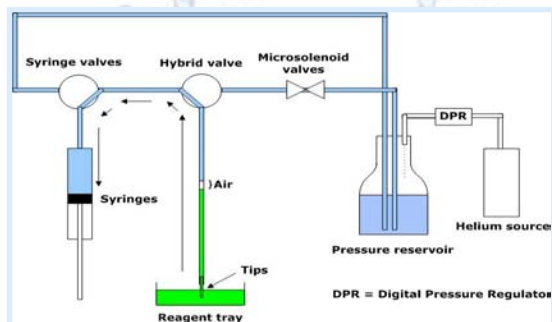 Syringe valves
Hybrid valve
Microsolenoid
valves
DPR
}Air
Syringes
Helium source
Pressure reservoir
Tips
DPR = Digital Pressure Regulator
Reagent tray